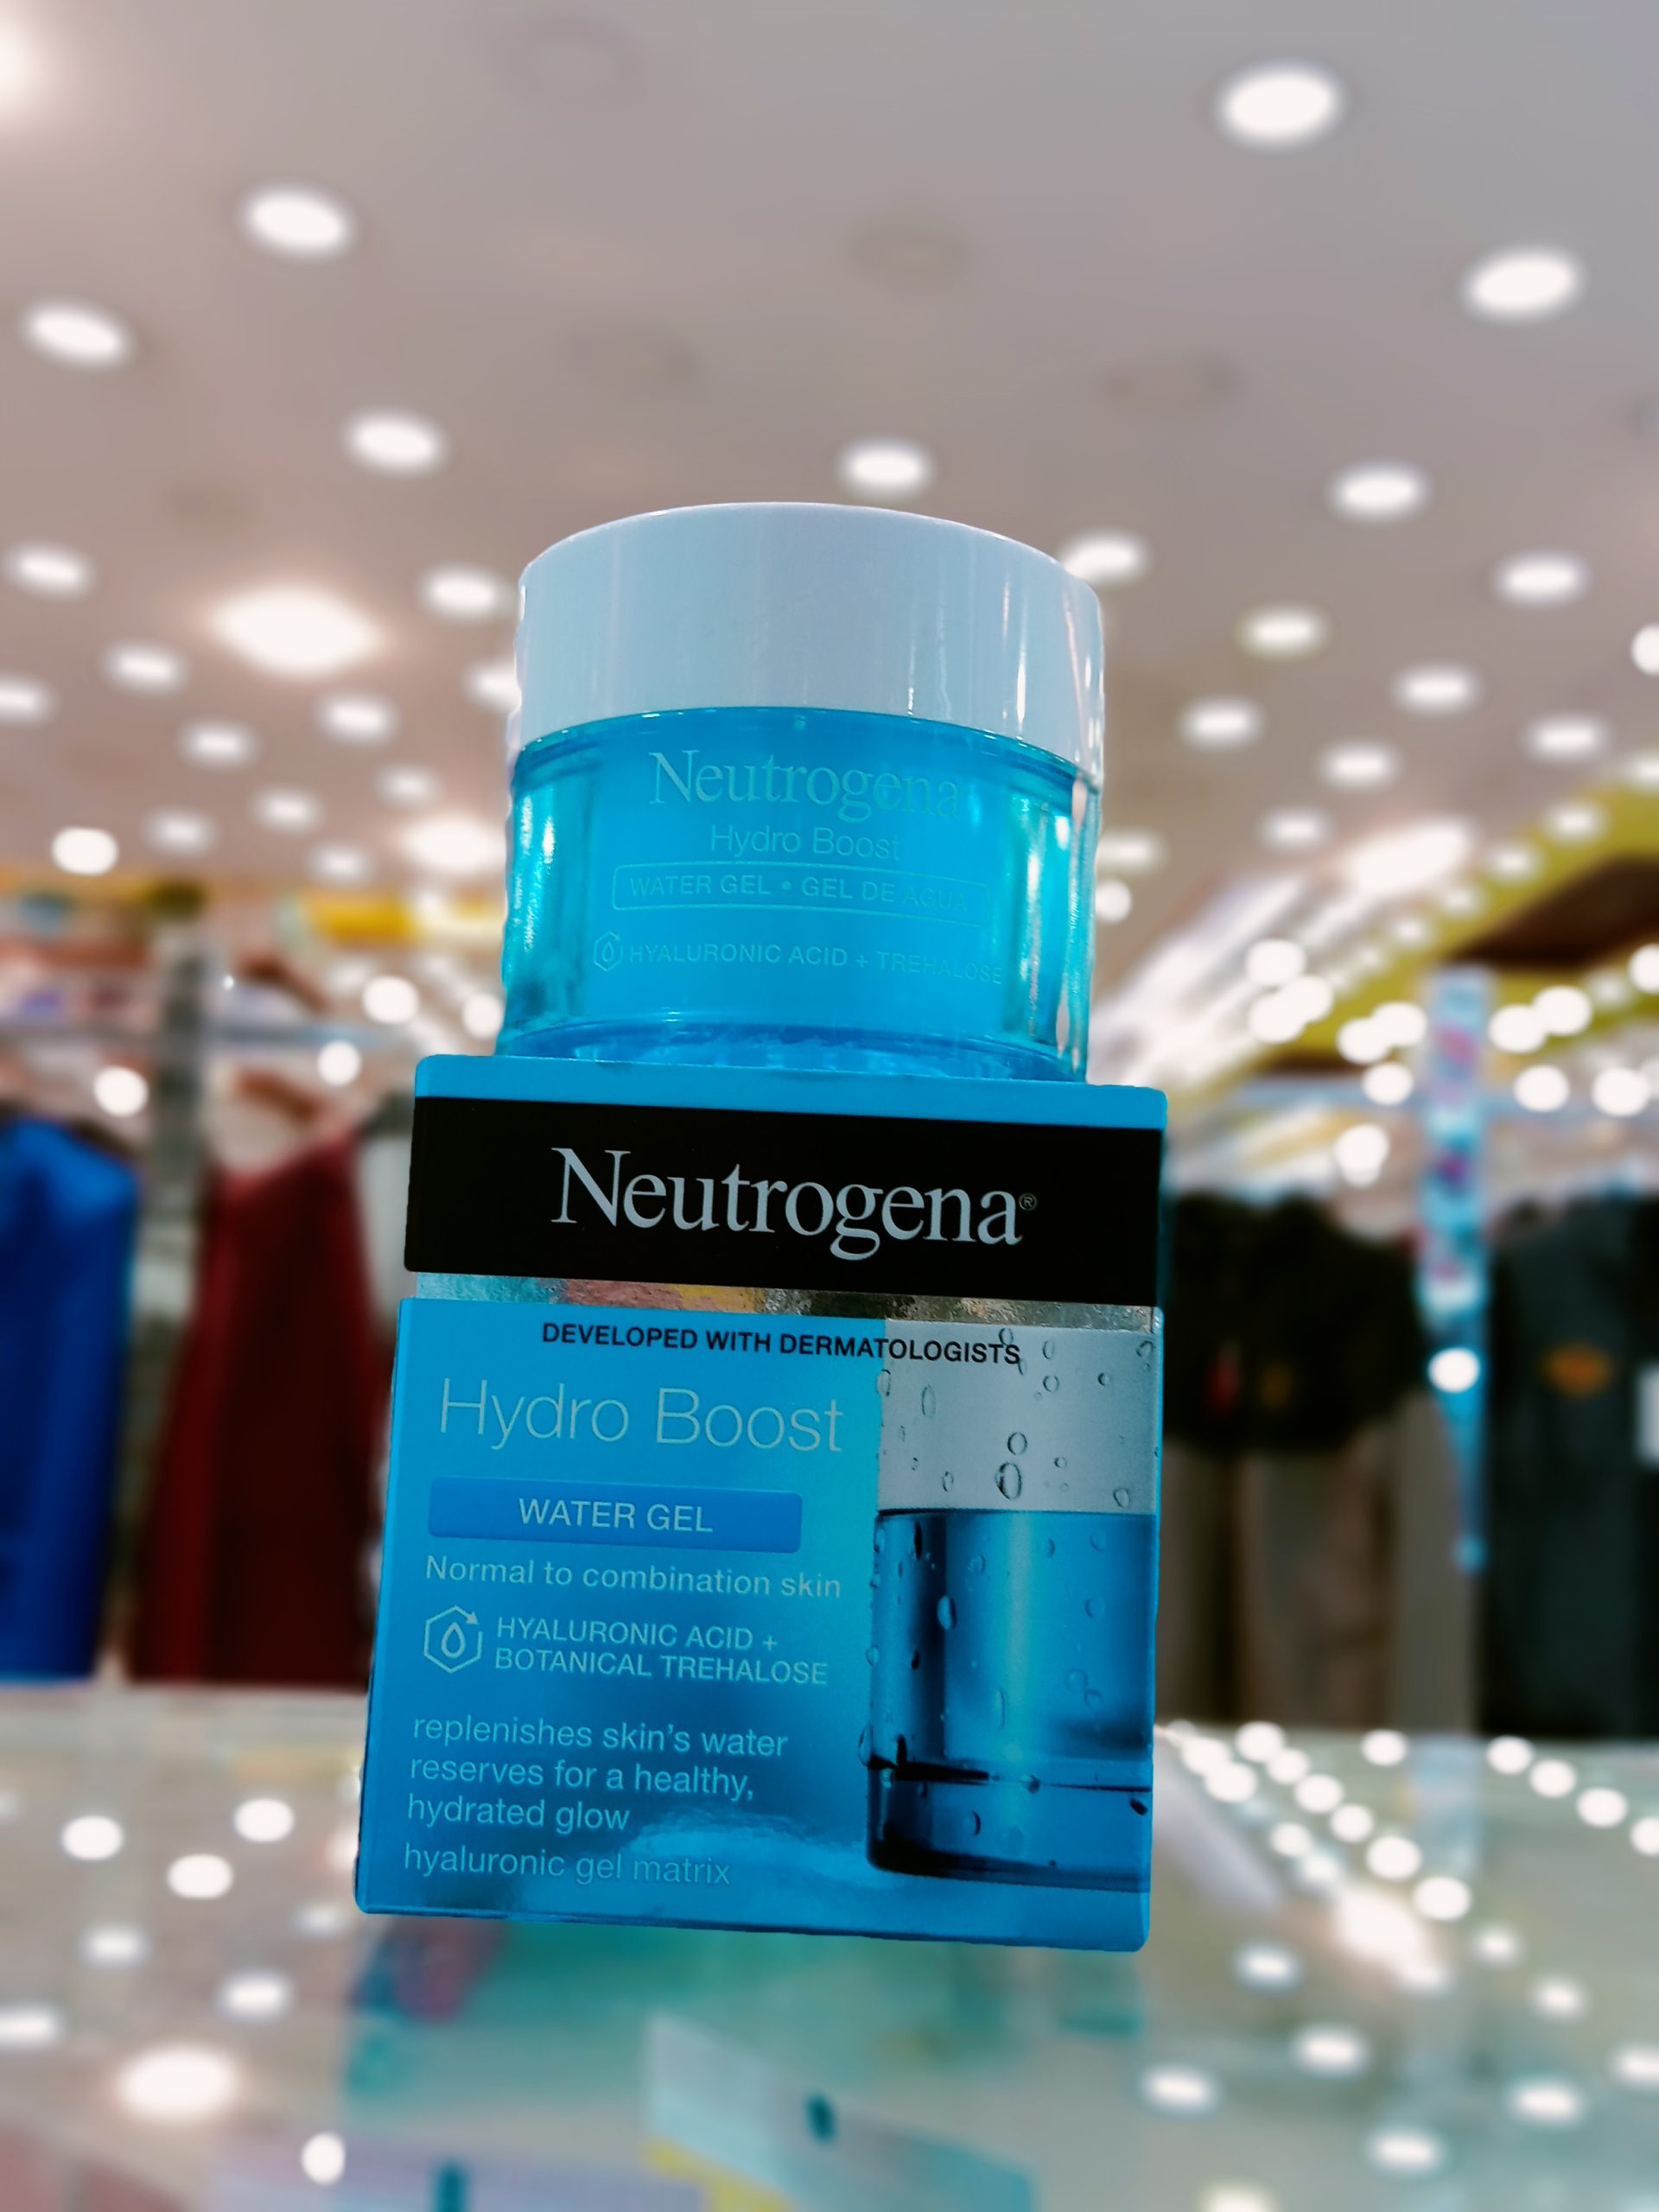 Neutrogena
Hydro Boost
WATER GEL • GEL DE AGUA
HYALURONIC ACID + TREHALOSE
Neutrogena®
DEVELOPED WITH DERMATOLOGISTS
Hydro Boost
WATER GEL
Normal to combination skin
HYALURONIC ACID +
BOTANICAL TREHALOSE
replenishes skin's water
reserves for a healthy,
hydrated glow
hyaluronic gel matrix